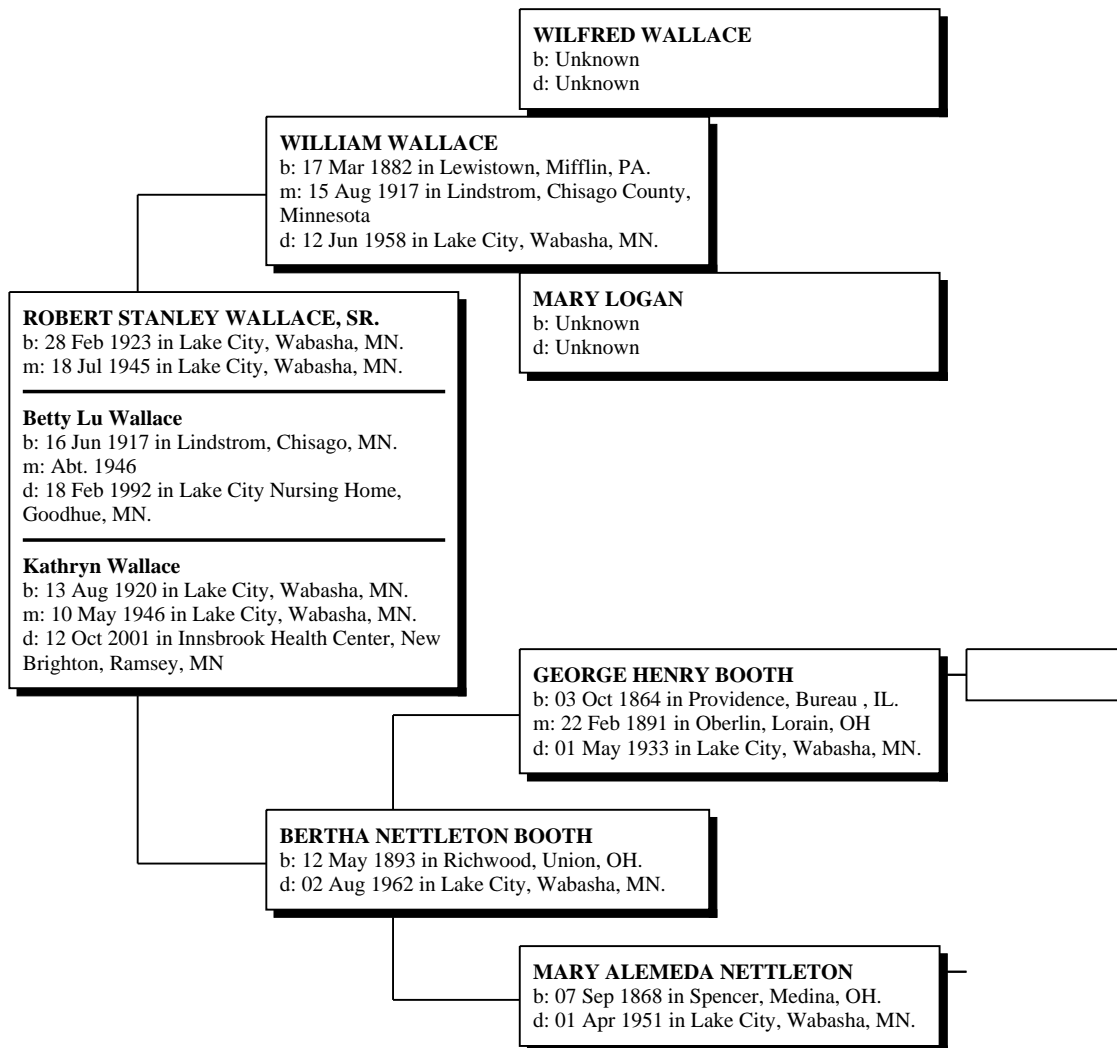 WILFRED WALLACE
b: Unknown
d: Unknown
WILLIAM WALLACE
b: 17 Mar 1882 in Lewistown, Mifflin, PA.
m: 15 Aug 1917 in Lindstrom, Chisago County,
Minnesota
d: 12 Jun 1958 in Lake City, Wabasha, MN.
MARY LOGAN
b: Unknown
d: Unknown
ROBERT STANLEY WALLACE, SR.
b: 28 Feb 1923 in Lake City, Wabasha, MN.
m: 18 Jul 1945 in Lake City, Wabasha, MN.
Betty Lu Wallace
b: 16 Jun 1917 in Lindstrom, Chisago, MN.
m: Abt. 1946
d: 18 Feb 1992 in Lake City Nursing Home,
Goodhue, MN.
Kathryn Wallace
b: 13 Aug 1920 in Lake City, Wabasha, MN.
m: 10 May 1946 in Lake City, Wabasha, MN.
d: 12 Oct 2001 in Innsbrook Health Center, New
Brighton, Ramsey, MN
GEORGE HENRY BOOTH
b: 03 Oct 1864 in Providence, Bureau , IL.
m: 22 Feb 1891 in Oberlin, Lorain, OH
d: 01 May 1933 in Lake City, Wabasha, MN.
BERTHA NETTLETON BOOTH
b: 12 May 1893 in Richwood, Union, OH.
d: 02 Aug 1962 in Lake City, Wabasha, MN.
MARY ALEMEDA NETTLETON
b: 07 Sep 1868 in Spencer, Medina, OH.
d: 01 Apr 1951 in Lake City, Wabasha, MN.